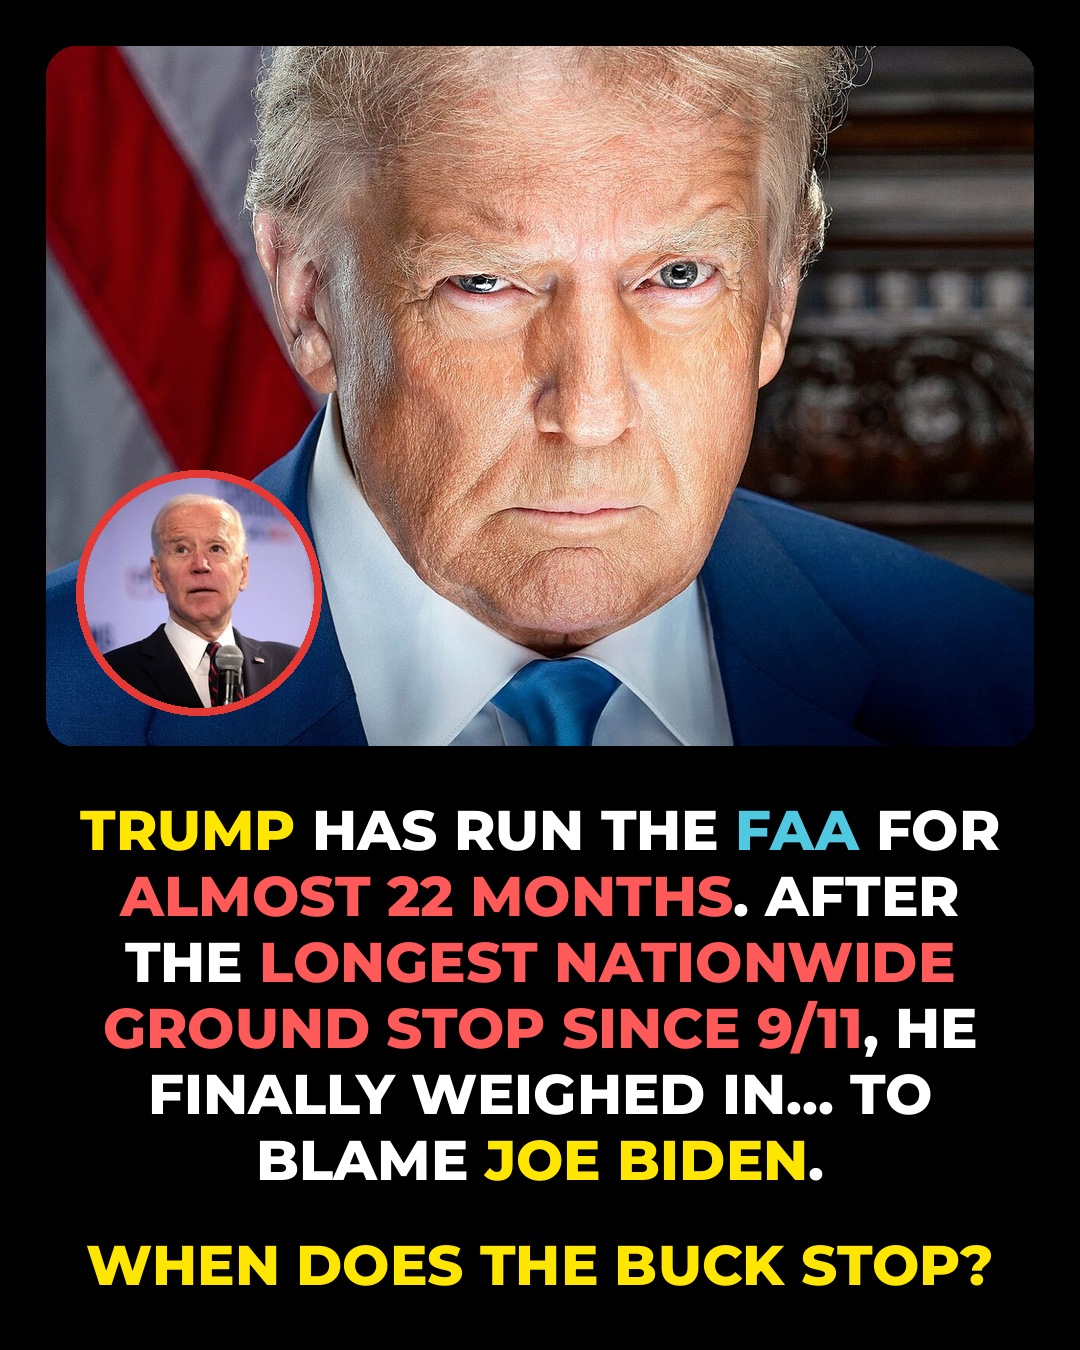 TRUMP HAS RUN THE FAA FOR
ALMOST 22 MONTHS. AFTER
THE LONGEST NATIONWIDE
GROUND STOP SINCE 9/11, HE
FINALLY WEIGHED IN... TO
BLAME JOE BIDEN.
WHEN DOES THE BUCK STOP?